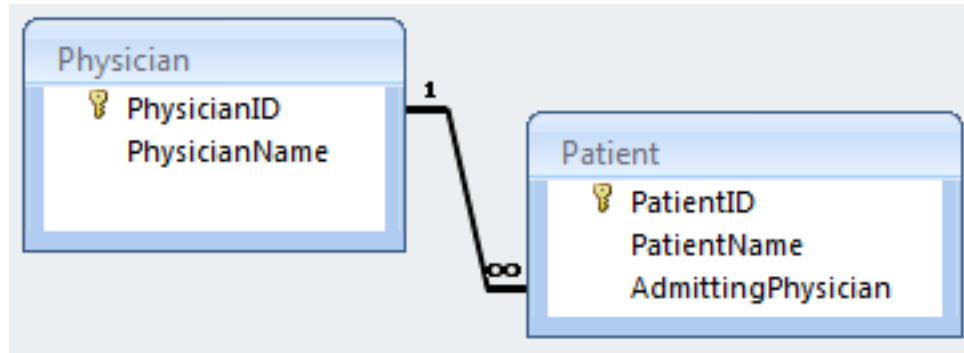 Physician
PhysicianID
PhysicianName
1
Patient
PatientID
PatientName
AdmittingPhysician
∞